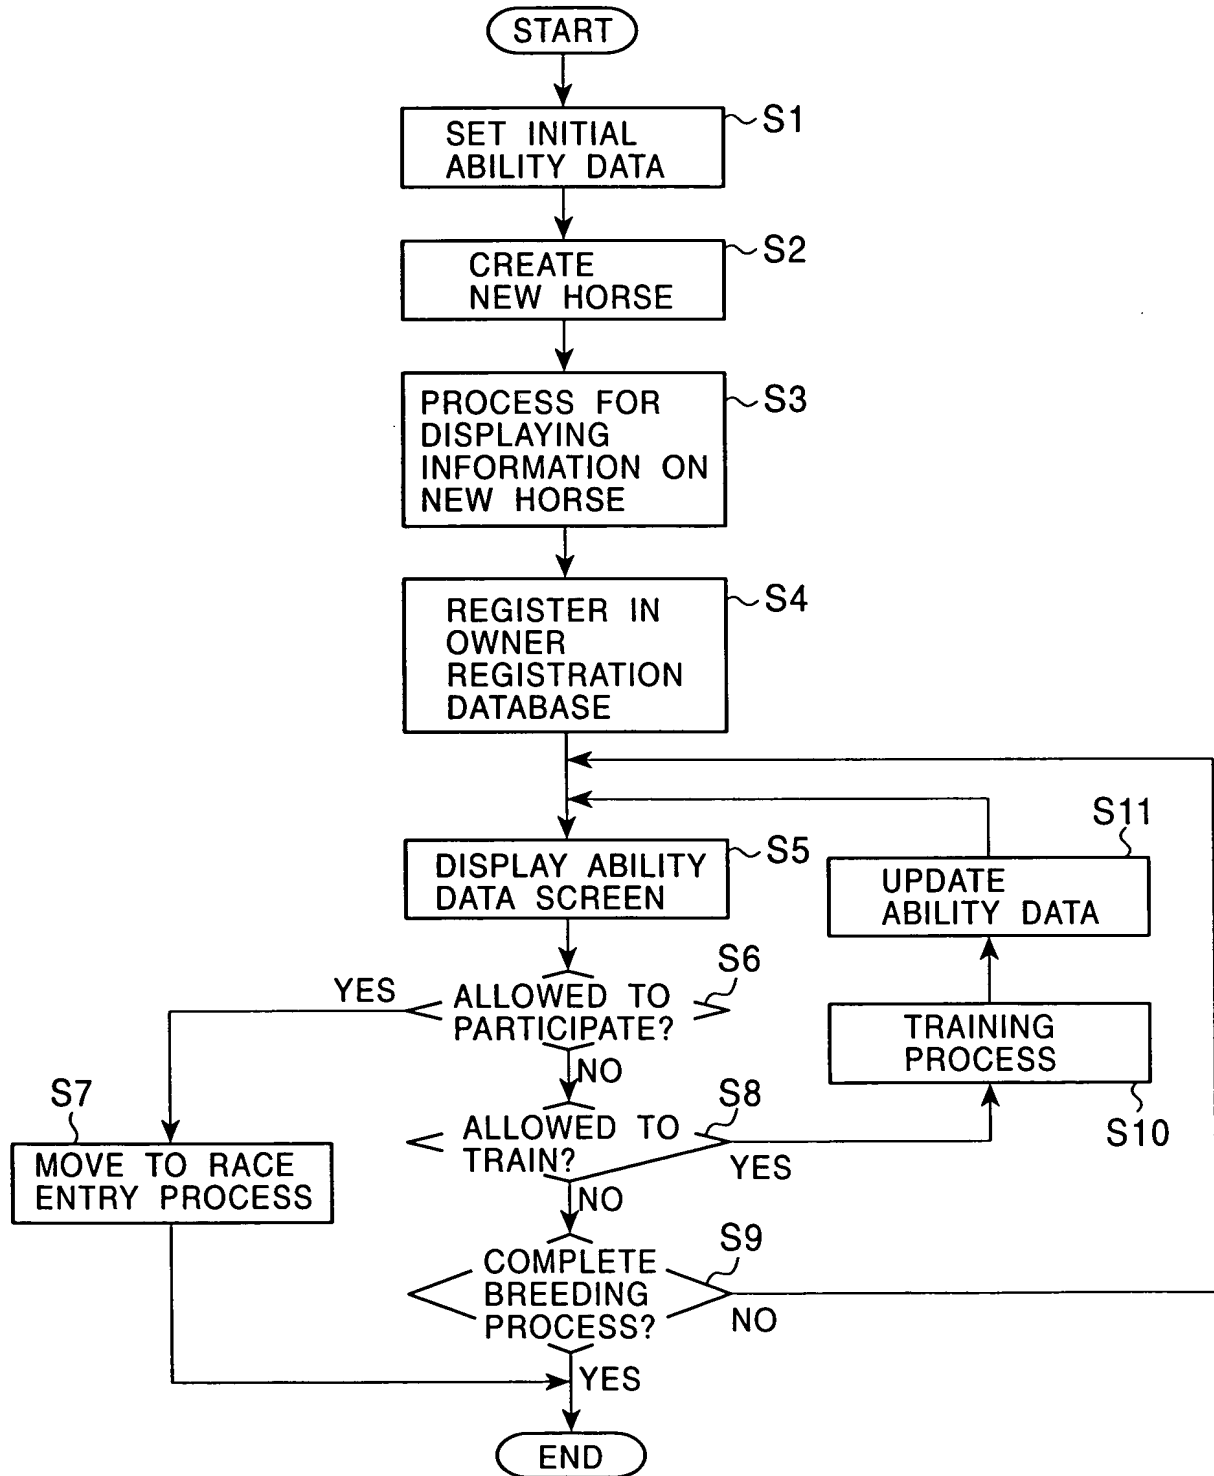 START
S1
SET INITIAL
ABILITY DATA
S2
CREATE
NEW HORSE
S3
PROCESS FOR
DISPLAYING
INFORMATION ON
NEW HORSE
S4
REGISTER IN
OWNER
REGISTRATION
DATABASE
S5
DISPLAY ABILITY
DATA SCREEN
S11
UPDATE
ABILITY DATA
S6
YES
ALLOWED TO
PARTICIPATE?
NO
TRAINING
PROCESS
S10
S7
MOVE TO RACE
ENTRY PROCESS
S8
ALLOWED TO
TRAIN?
YES
NO
S9
COMPLETE
BREEDING
PROCESS?
NO
YES
END